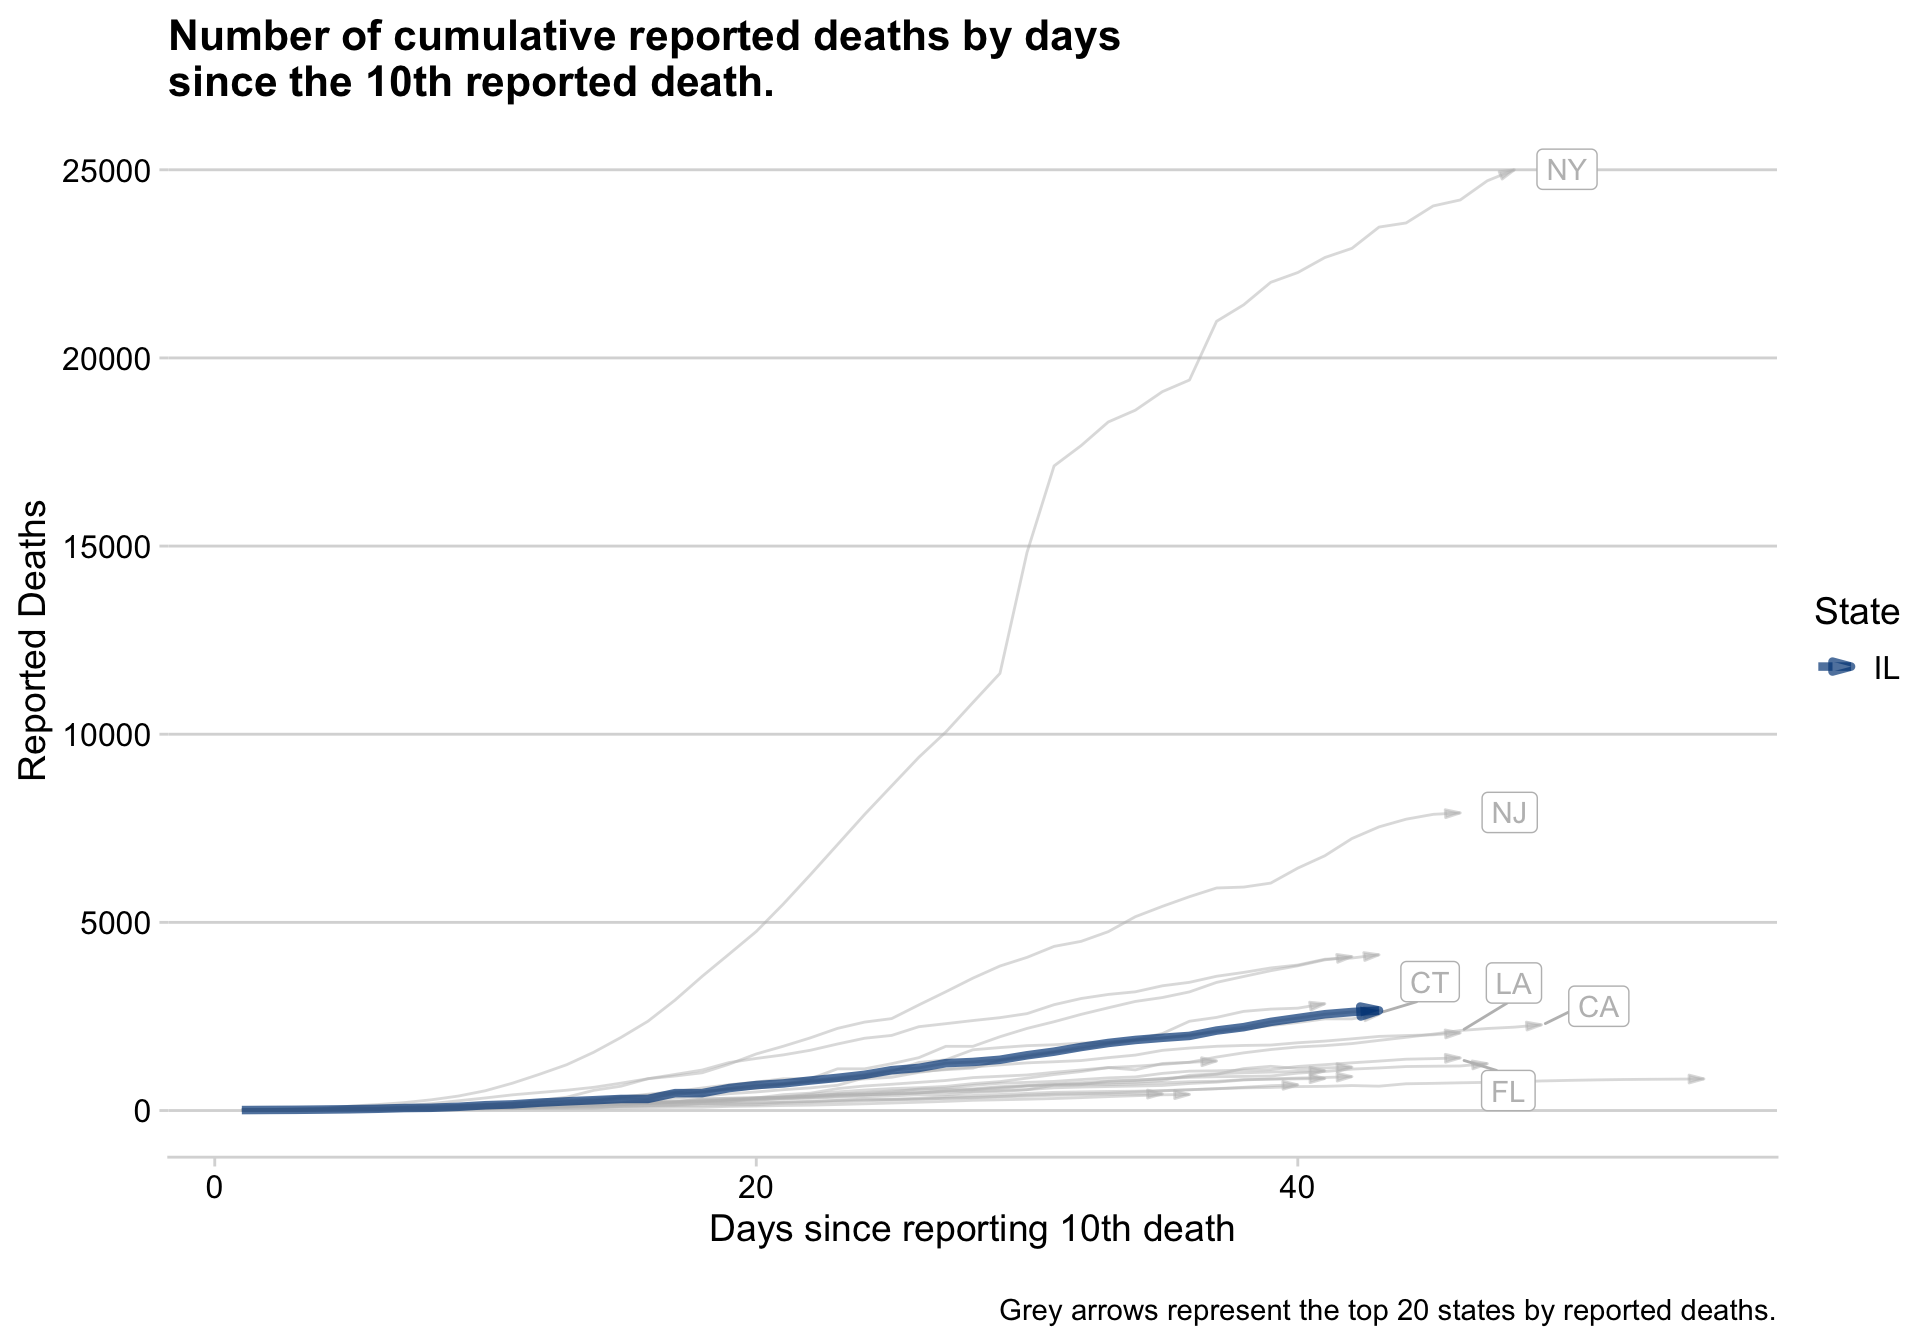 Number of cumulative reported deaths by days
since the 10th reported death.
25000
20000
15000
10000
5000
0
Reported Deaths
NY
NJ
CT
LA
CA
FL
State
IL
0
20
40
Days since reporting 10th death
Grey arrows represent the top 20 states by reported deaths.